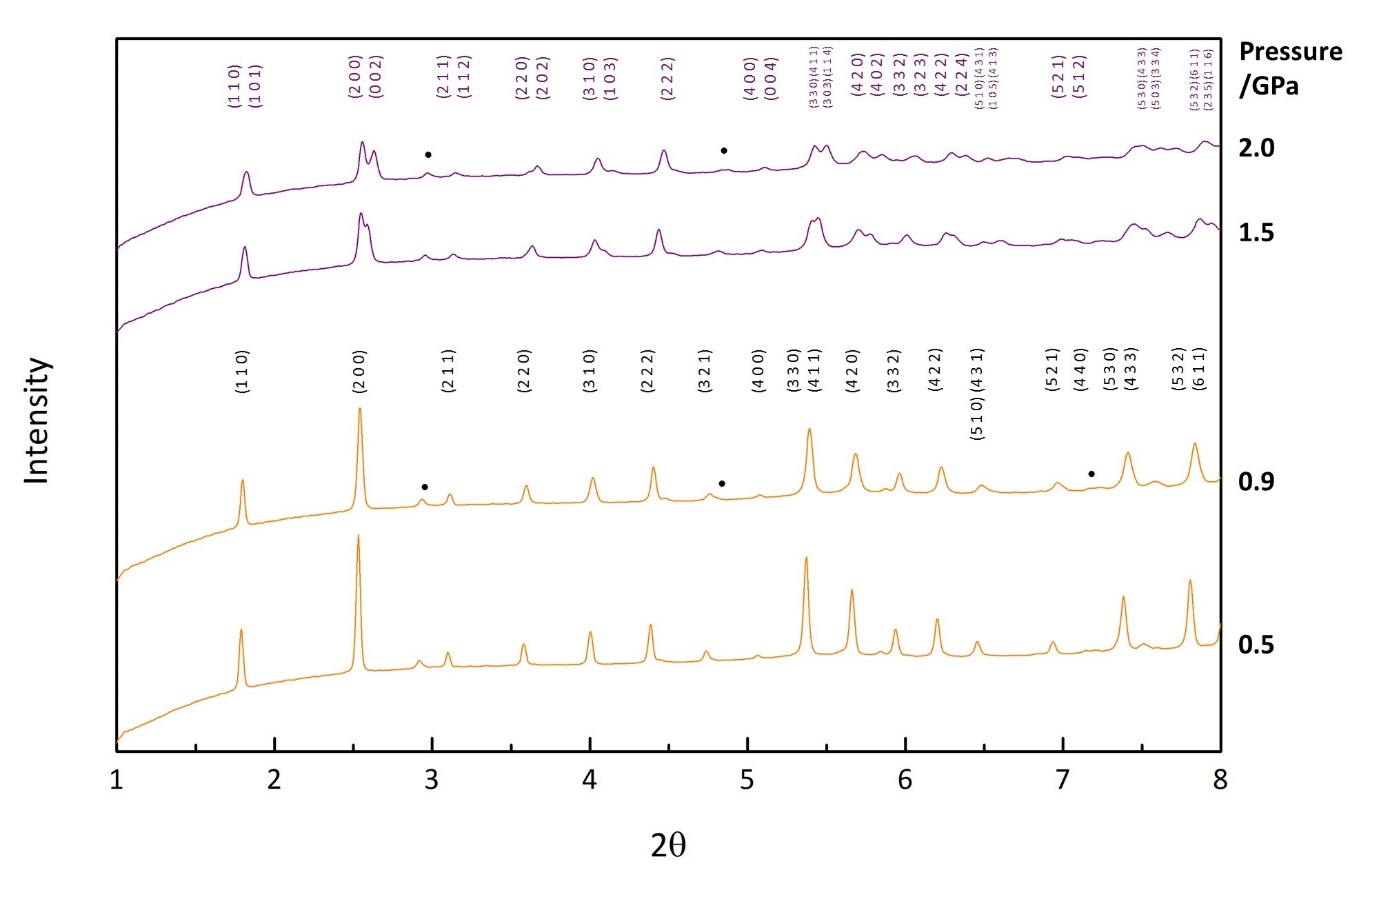 Pressure
/GPa
(1 1 0)
(1 0 1)
(2 0 0)
(0 0 2)
(2 1 1)
(1 1 2)
(2 2 0)
(2 0 2)
(3 1 0)
(1 0 3)
(2 2 2)
(4 0 0)
(0 0 4)
(3 3 0) (4 1 1)
(3 0 3) (1 1 4)
(4 2 0)
(4 0 2)
(3 3 2)
(3 2 3)
(4 2 2)
(2 2 4)
(5 1 0) (4 3 1)
(1 0 5) (4 1 3)
(5 2 1)
(5 1 2)
(5 3 0) (4 3 3)
(5 0 3) (3 3 4)
(5 3 2) (6 1 1)
(2 3 5) (1 1 6)
2.0
1.5
(1 1 0)
(2 0 0)
(2 1 1)
(2 2 0)
(3 1 0)
(2 2 2)
(3 2 1)
(4 0 0)
(3 3 0)
(4 1 1)
(4 2 0)
(3 3 2)
(4 2 2)
(5 1 0) (4 3 1)
(5 2 1)
(4 4 0)
(5 3 0)
(4 3 3)
(5 3 2)
(6 1 1)
0.9
0.5
Intensity
1 2 3 4 5 6 7 8
2θ